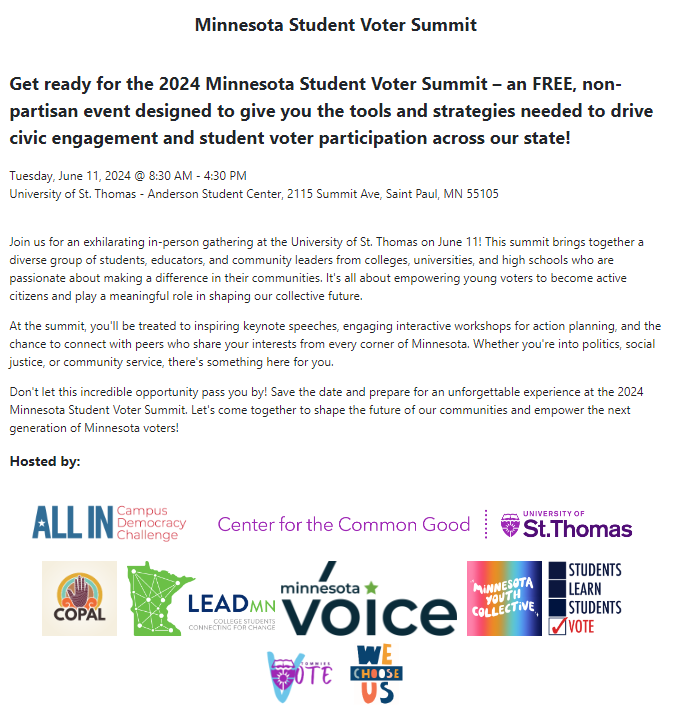 Minnesota Student Voter Summit
Get ready for the 2024 Minnesota Student Voter Summit – an FREE, non-
partisan event designed to give you the tools and strategies needed to drive
civic engagement and student voter participation across our state!
Tuesday, June 11, 2024 @ 8:30 AM - 4:30 PM
University of St. Thomas - Anderson Student Center, 2115 Summit Ave, Saint Paul, MN 55105
Join us for an exhilarating in-person gathering at the University of St. Thomas on June 11! This summit brings together a
diverse group of students, educators, and community leaders from colleges, universities, and high schools who are
passionate about making a difference in their communities. It's all about empowering young voters to become active
citizens and play a meaningful role in shaping our collective future.
At the summit, you'll be treated to inspiring keynote speeches, engaging interactive workshops for action planning, and the
chance to connect with peers who share your interests from every corner of Minnesota. Whether you're into politics, social
justice, or community service, there's something here for you.
Don't let this incredible opportunity pass you by! Save the date and prepare for an unforgettable experience at the 2024
Minnesota Student Voter Summit. Let's come together to shape the future of our communities and empower the next
generation of Minnesota voters!
Hosted by:
ALL IN Campus
Democracy
Challenge
Center for the Common Good
UNIVERSITY OF
St.Thomas
COPAL
LEADMN
COLLEGE STUDENTS
CONNECTING FOR CHANGE
minnesota
voice
MINNESOTA
YOUTH
COLLECTIVE
STUDENTS
LEARN
STUDENTS
VOTE
TOMMIES
VOTE
WE
CHOOSE
US